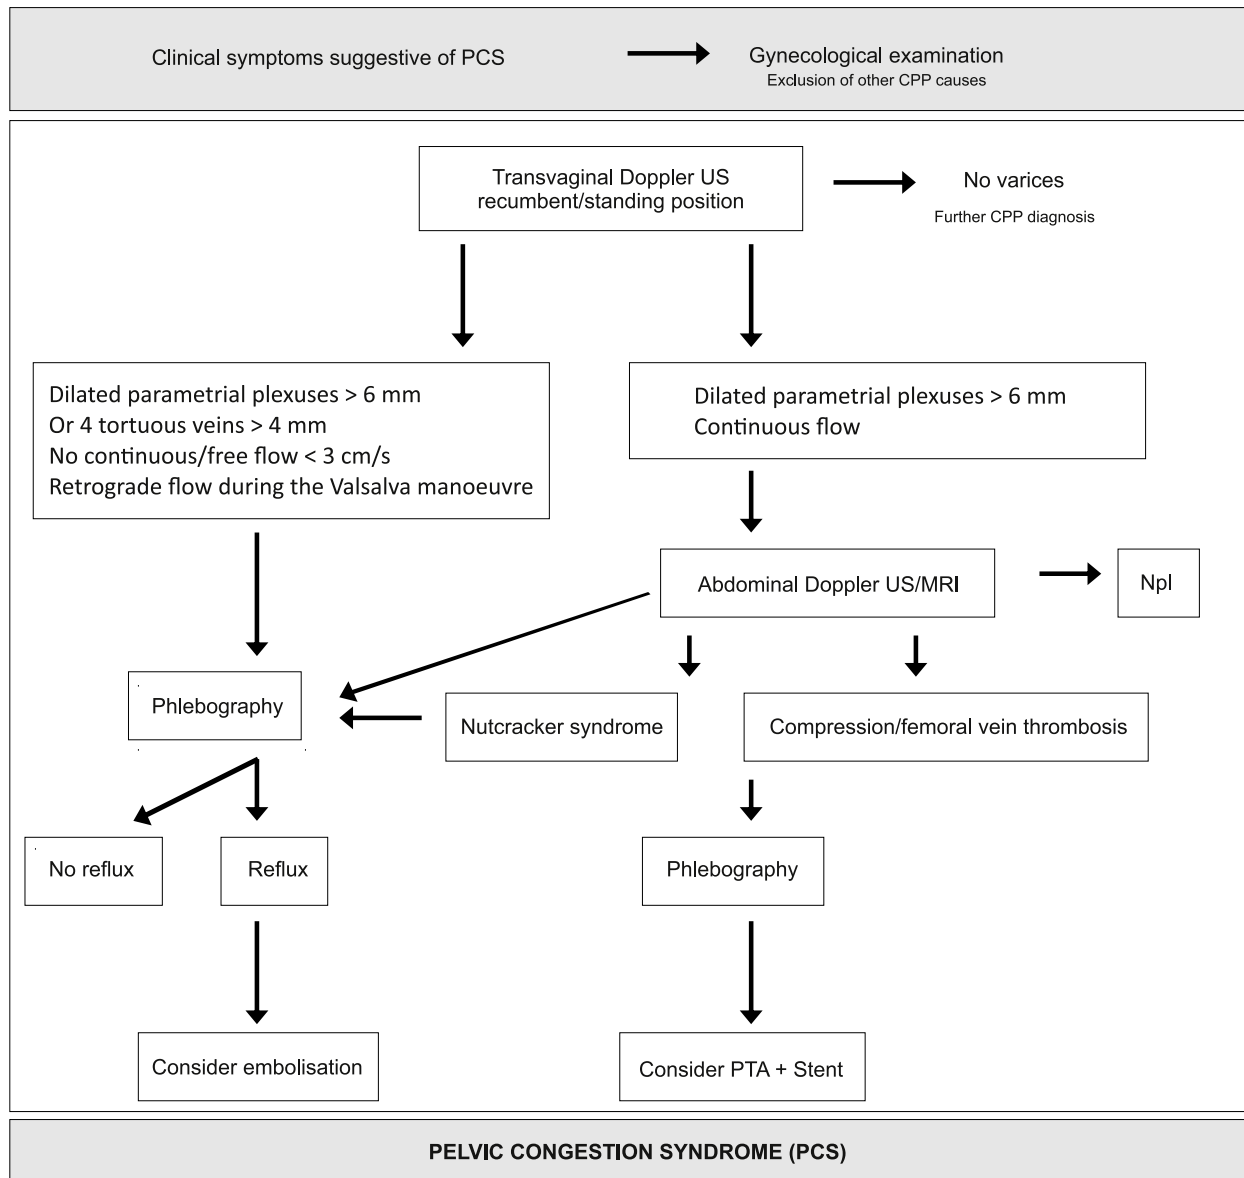 Clinical symptoms suggestive of PCS
Gynecological examination
Exclusion of other CPP causes
Transvaginal Doppler US
recumbent/standing position
No varices
Further CPP diagnosis
Dilated parametrial plexuses > 6 mm
Or 4 tortuous veins > 4 mm
No continuous/free flow < 3 cm/s
Retrograde flow during the Valsalva manoeuvre
Dilated parametrial plexuses > 6 mm
Continuous flow
Abdominal Doppler US/MRI
Npl
Phlebography
Nutcracker syndrome
Compression/femoral vein thrombosis
No reflux
Reflux
Phlebography
Consider embolisation
Consider PTA + Stent
PELVIC CONGESTION SYNDROME (PCS)